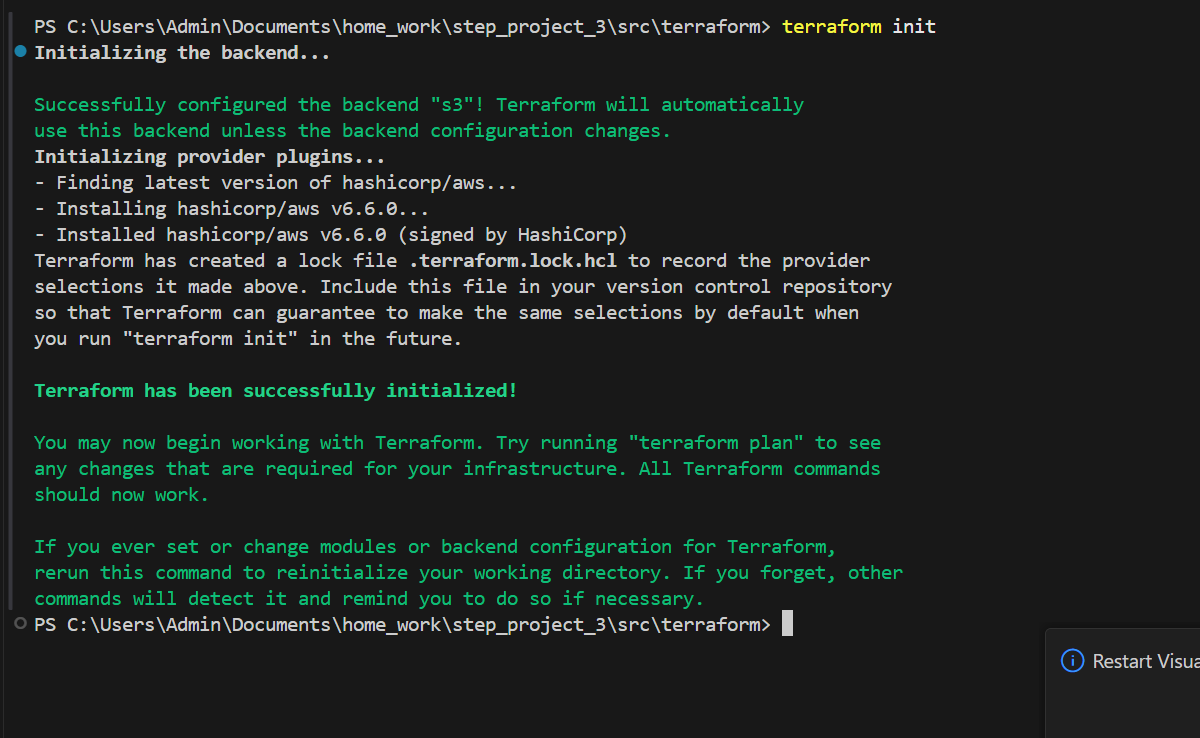 PS C:\Users\Admin\Documents\home_work\step_project_3\src\terraform> terraform init
Initializing the backend...
Successfully configured the backend "s3"! Terraform will automatically
use this backend unless the backend configuration changes.
Initializing provider plugins...
- Finding latest version of hashicorp/aws...
- Installing hashicorp/aws v6.6.0...
- Installed hashicorp/aws v6.6.0 (signed by HashiCorp)
Terraform has created a lock file .terraform.lock.hcl to record the provider
selections it made above. Include this file in your version control repository
so that Terraform can guarantee to make the same selections by default when
you run "terraform init" in the future.
Terraform has been successfully initialized!
You may now begin working with Terraform. Try running "terraform plan" to see
any changes that are required for your infrastructure. All Terraform commands
should now work.
If you ever set or change modules or backend configuration for Terraform,
rerun this command to reinitialize your working directory. If you forget, other
commands will detect it and remind you to do so if necessary.
PS C:\Users\Admin\Documents\home_work\step_project_3\src\terraform>
Restart